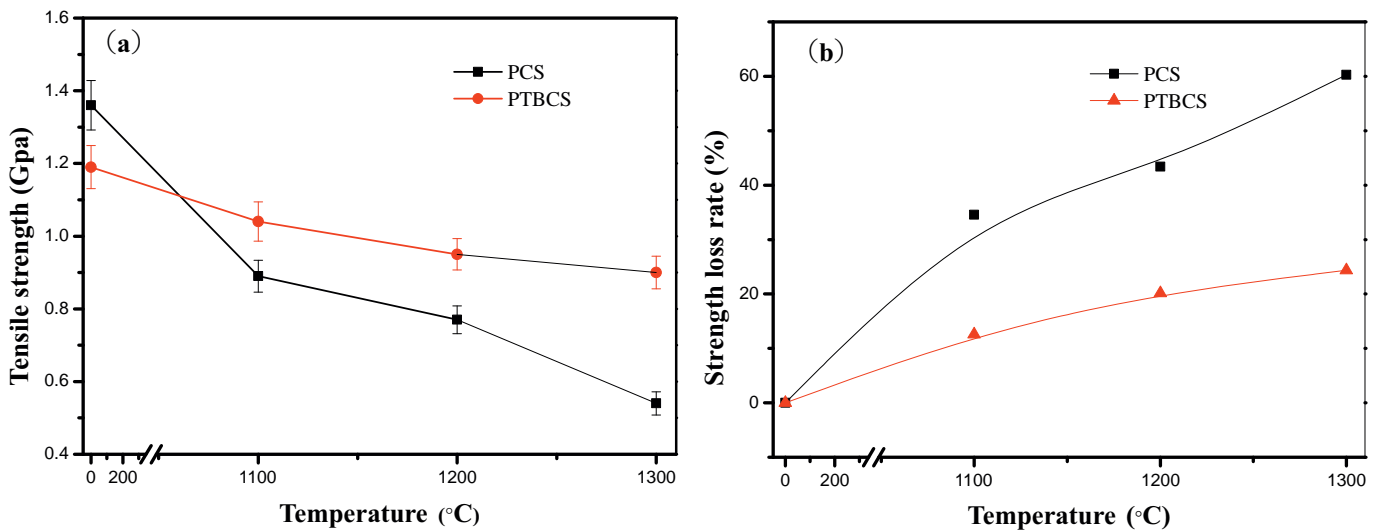 (a)
PCS
PTBCS
Tensile strength (Gpa)
1.6
1.4
1.2
1.0
0.8
0.6
0.4
0 200 1100 1200 1300
Temperature (°C)
(b)
PCS
PTBCS
Strength loss rate (%)
60
40
20
0
0 200 1100 1200 1300
Temperature (°C)